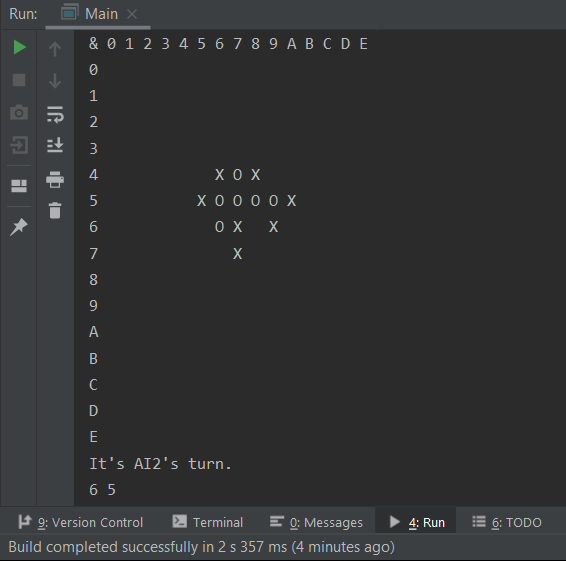 Run: Main ×
& 0 1 2 3 4 5 6 7 8 9 A B C D E
0
1
2
3
4 X O X
5 X O O O O X
6 O X X
7 X
8
9
A
B
C
D
E
It's AI2's turn.
6 5
9: Version Control Terminal 0: Messages 4: Run 6: TODO
Build completed successfully in 2 s 357 ms (4 minutes ago)